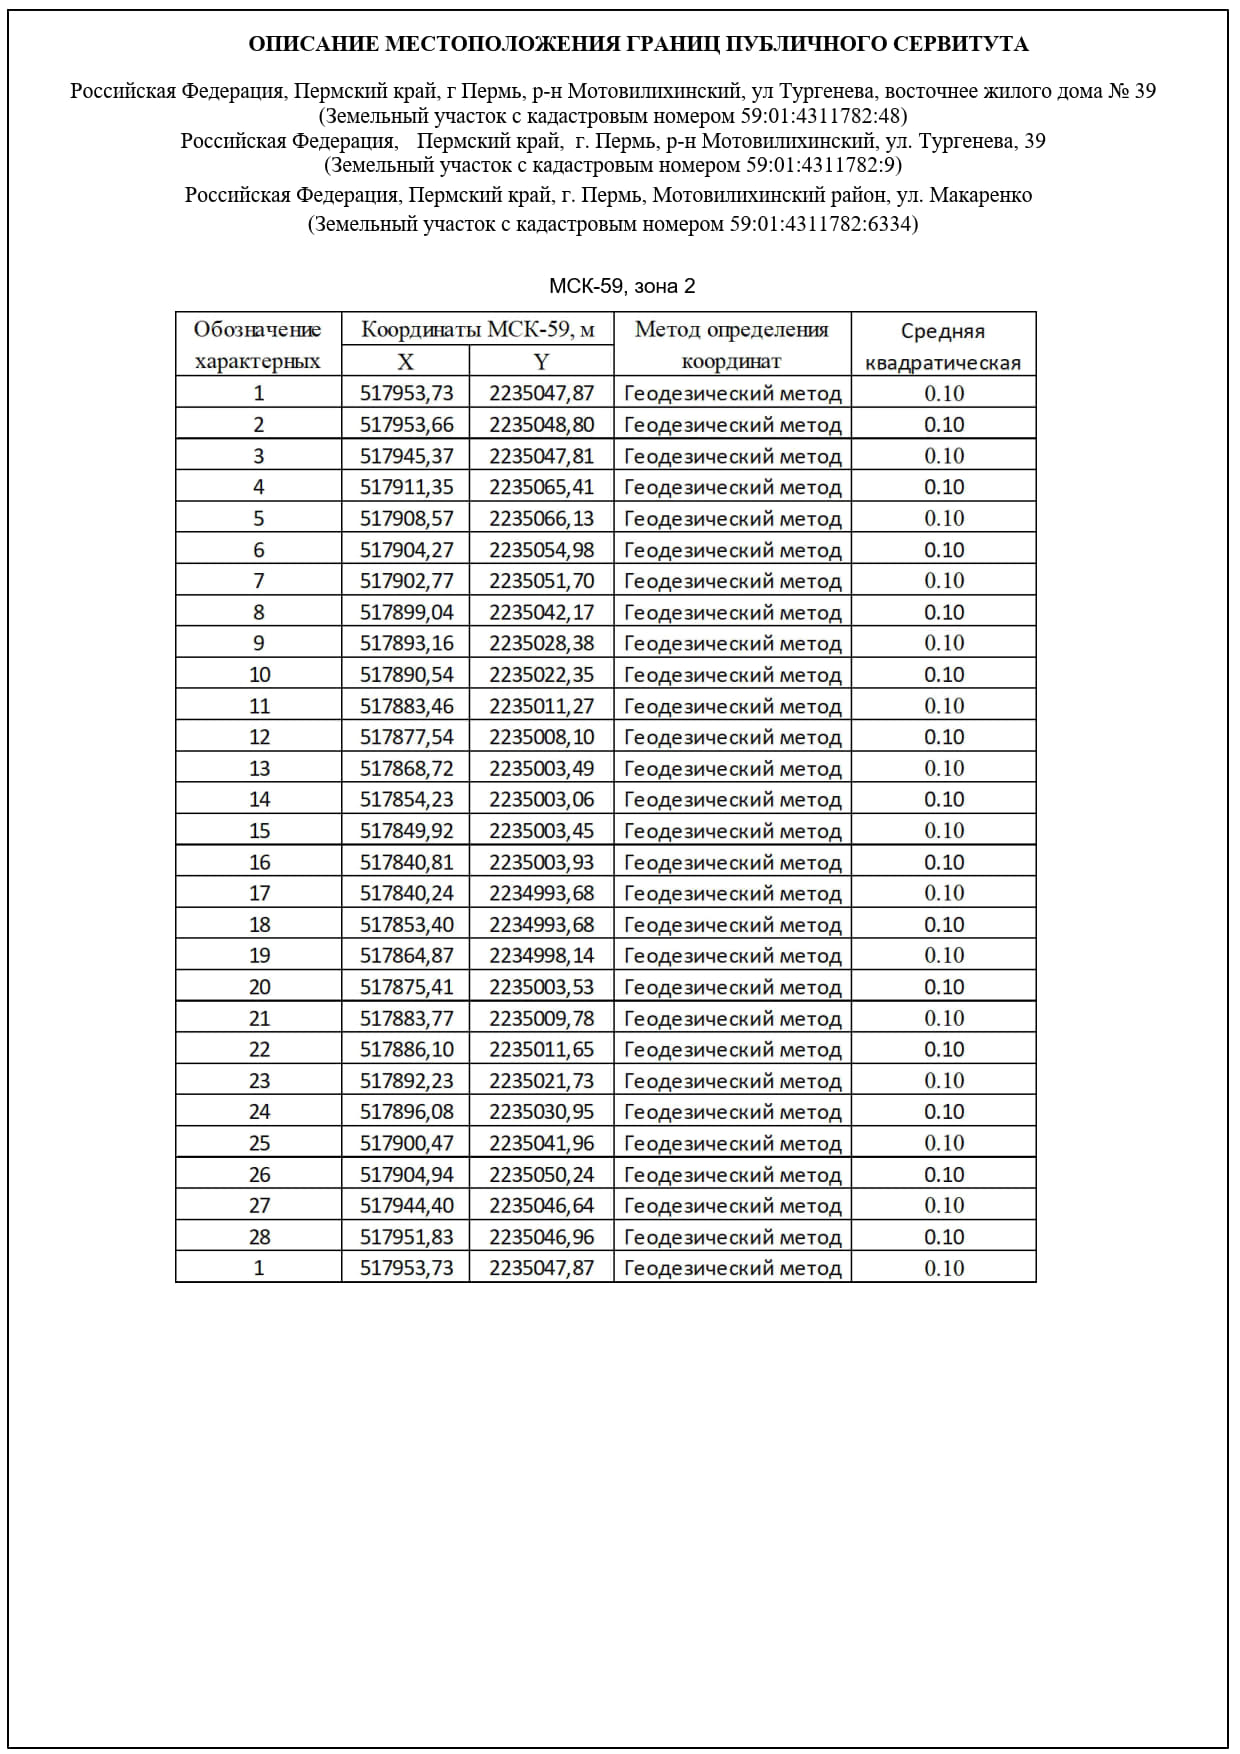 ОПИСАНИЕ МЕСТОПОЛОЖЕНИЯ ГРАНИЦ ПУБЛИЧНОГО СЕРВИТУТА
Российская Федерация, Пермский край, г Пермь, р-н Мотовилихинский, ул Тургенева, восточнее жилого дома № 39
(Земельный участок с кадастровым номером 59:01:4311782:48)
Российская Федерация, Пермский край, г. Пермь, р-н Мотовилихинский, ул. Тургенева, 39
(Земельный участок с кадастровым номером 59:01:4311782:9)
Российская Федерация, Пермский край, г. Пермь, Мотовилихинский район, ул. Макаренко
(Земельный участок с кадастровым номером 59:01:4311782:6334)
МСК-59, зона 2
Обозначение характерных Координаты МСК-59, м Метод определения координат Средняя квадратическая
X Y
1 517953,73 2235047,87 Геодезический метод 0.10
2 517953,66 2235048,80 Геодезический метод 0.10
3 517945,37 2235047,81 Геодезический метод 0.10
4 517911,35 2235065,41 Геодезический метод 0.10
5 517908,57 2235066,13 Геодезический метод 0.10
6 517904,27 2235054,98 Геодезический метод 0.10
7 517902,77 2235051,70 Геодезический метод 0.10
8 517899,04 2235042,17 Геодезический метод 0.10
9 517893,16 2235028,38 Геодезический метод 0.10
10 517890,54 2235022,35 Геодезический метод 0.10
11 517883,46 2235011,27 Геодезический метод 0.10
12 517877,54 2235008,10 Геодезический метод 0.10
13 517868,72 2235003,49 Геодезический метод 0.10
14 517854,23 2235003,06 Геодезический метод 0.10
15 517849,92 2235003,45 Геодезический метод 0.10
16 517840,81 2235003,93 Геодезический метод 0.10
17 517840,24 2234993,68 Геодезический метод 0.10
18 517853,40 2234993,68 Геодезический метод 0.10
19 517864,87 2234998,14 Геодезический метод 0.10
20 517875,41 2235003,53 Геодезический метод 0.10
21 517883,77 2235009,78 Геодезический метод 0.10
22 517886,10 2235011,65 Геодезический метод 0.10
23 517892,23 2235021,73 Геодезический метод 0.10
24 517896,08 2235030,95 Геодезический метод 0.10
25 517900,47 2235041,96 Геодезический метод 0.10
26 517904,94 2235050,24 Геодезический метод 0.10
27 517944,40 2235046,64 Геодезический метод 0.10
28 517951,83 2235046,96 Геодезический метод 0.10
1 517953,73 2235047,87 Геодезический метод 0.10